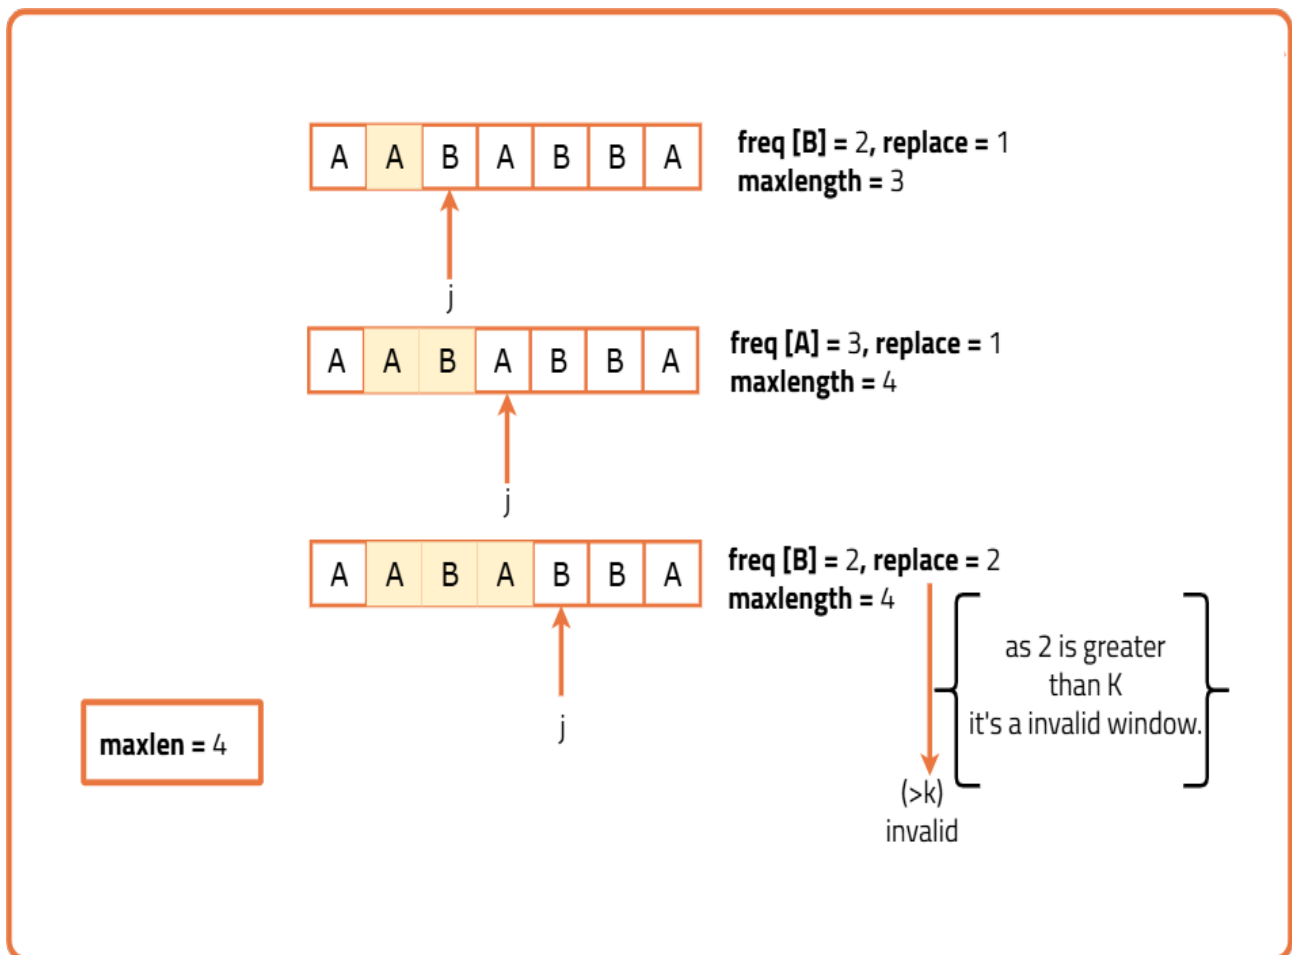 A A B A B B A
freq [B] = 2, replace = 1
maxlength = 3
j
A A B A B B A
freq [A] = 3, replace = 1
maxlength = 4
j
A A B A B B A
freq [B] = 2, replace = 2
maxlength = 4
j
as 2 is greater
than K
it's a invalid window.
maxlen = 4
(>k)
invalid